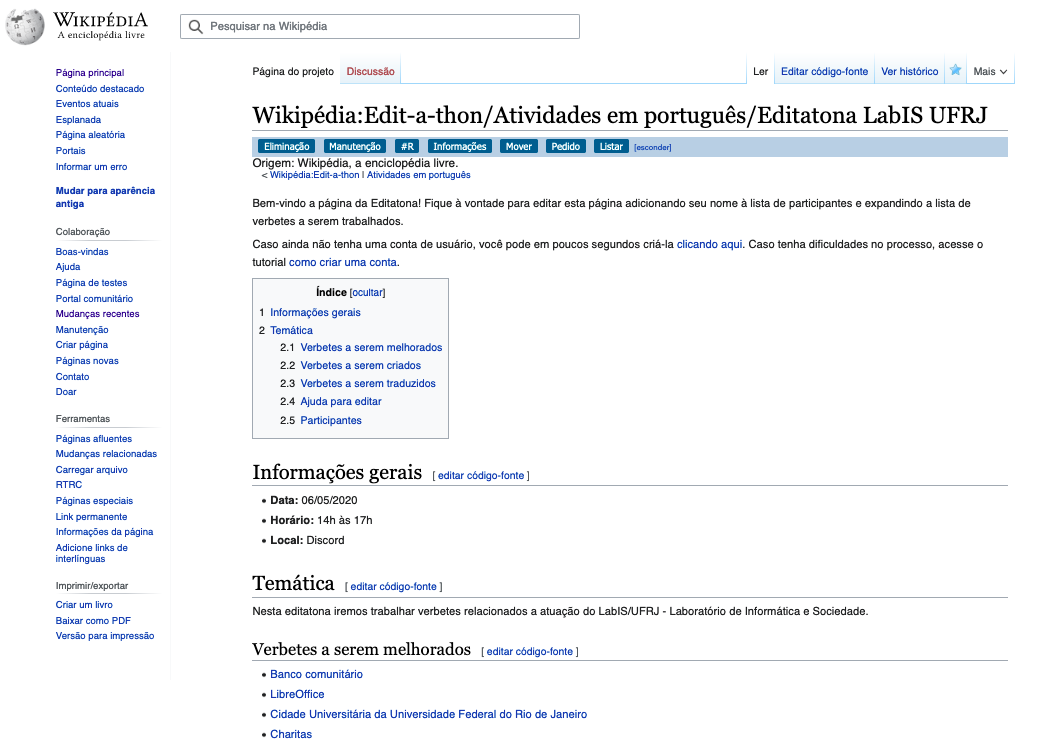 WIKIPÉDIA
A enciclopédia livre
Pesquisar na Wikipédia
Página principal
Conteúdo destacado
Eventos atuais
Esplanada
Página aleatória
Portais
Informar um erro
Mudar para aparência
antiga
Colaboração
Boas-vindas
Ajuda
Página de testes
Portal comunitário
Mudanças recentes
Manutenção
Criar página
Páginas novas
Contato
Doar
Ferramentas
Páginas afluentes
Mudanças relacionadas
Carregar arquivo
RTRC
Páginas especiais
Link permanente
Informações da página
Adicione links de
interlínguas
Imprimir/exportar
Criar um livro
Baixar como PDF
Versão para impressão
Página do projeto Discussão Ler Editar código-fonte Ver histórico Mais
Wikipédia:Edit-a-thon/Atividades em português/Editatona LabIS UFRJ
Eliminação Manutenção #R Informações Mover Pedido Listar [esconder]
Origem: Wikipédia, a enciclopédia livre.
< Wikipédia:Edit-a-thon | Atividades em português
Bem-vindo a página da Editatona! Fique à vontade para editar esta página adicionando seu nome à lista de participantes e expandindo a lista de
verbetes a serem trabalhados.
Caso ainda não tenha uma conta de usuário, você pode em poucos segundos criá-la clicando aqui. Caso tenha dificuldades no processo, acesse o
tutorial como criar uma conta.
Índice [ocultar]
1 Informações gerais
2 Temática
2.1 Verbetes a serem melhorados
2.2 Verbetes a serem criados
2.3 Verbetes a serem traduzidos
2.4 Ajuda para editar
2.5 Participantes
Informações gerais [ editar código-fonte ]
• Data: 06/05/2020
• Horário: 14h às 17h
• Local: Discord
Temática [ editar código-fonte ]
Nesta editatona iremos trabalhar verbetes relacionados a atuação do LabIS/UFRJ - Laboratório de Informática e Sociedade.
Verbetes a serem melhorados [ editar código-fonte ]
• Banco comunitário
• LibreOffice
• Cidade Universitária da Universidade Federal do Rio de Janeiro
• Charitas